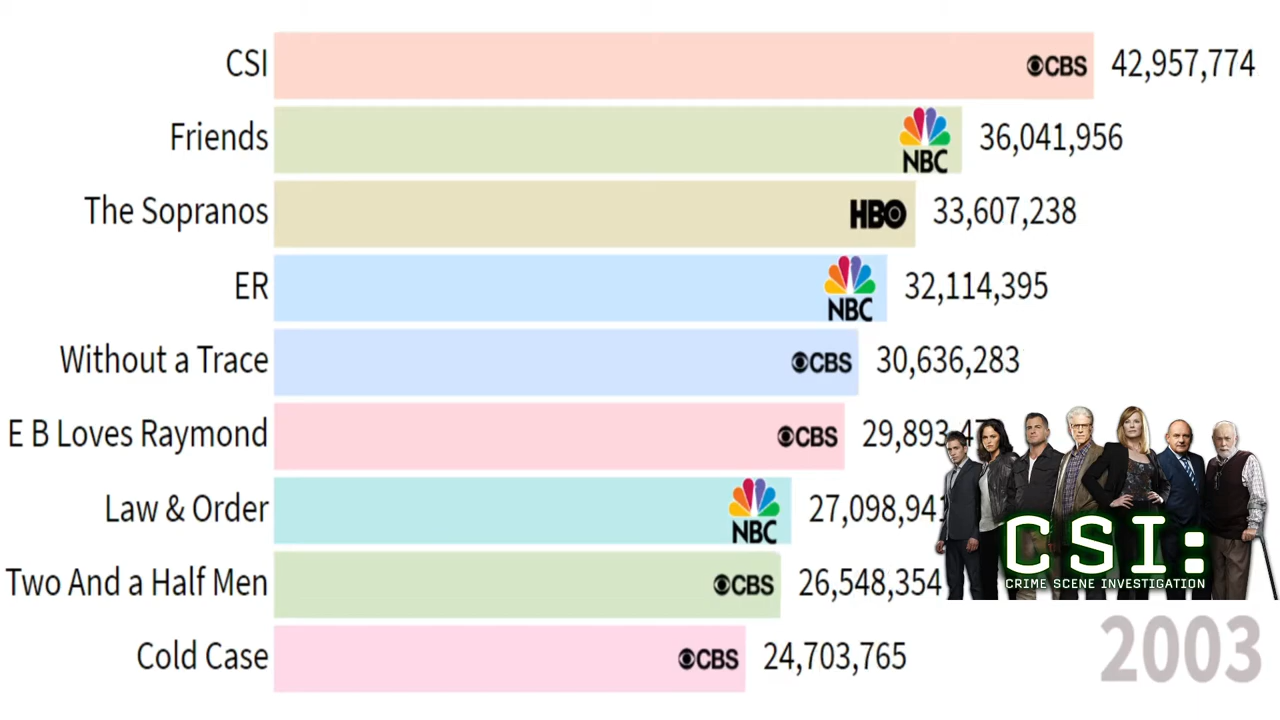 CSI CBS 42,957,774
Friends NBC 36,041,956
The Sopranos HBO 33,607,238
ER NBC 32,114,395
Without a Trace CBS 30,636,283
E B Loves Raymond CBS
Law & Order NBC
Two And a Half Men CBS 26,548,354
Cold Case CBS 24,703,765
CSI:
CRIME SCENE INVESTIGATION
2003